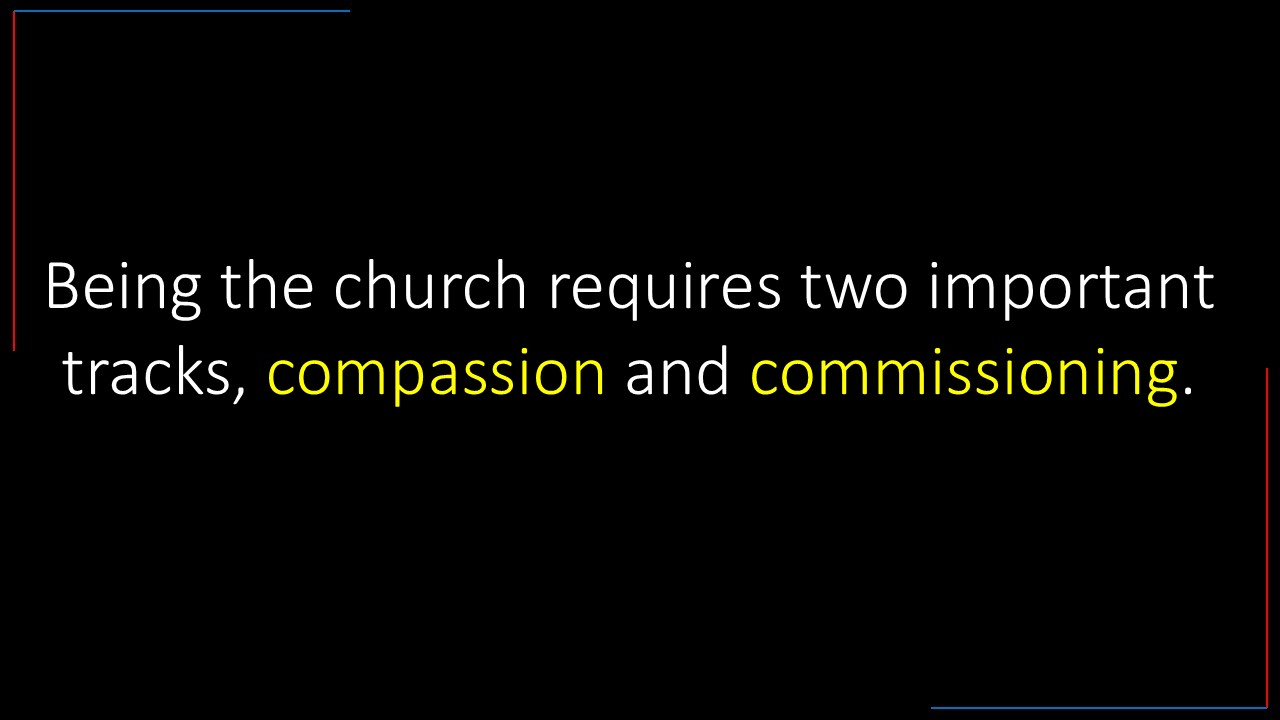 Being the church requires two important
tracks, compassion and commissioning.